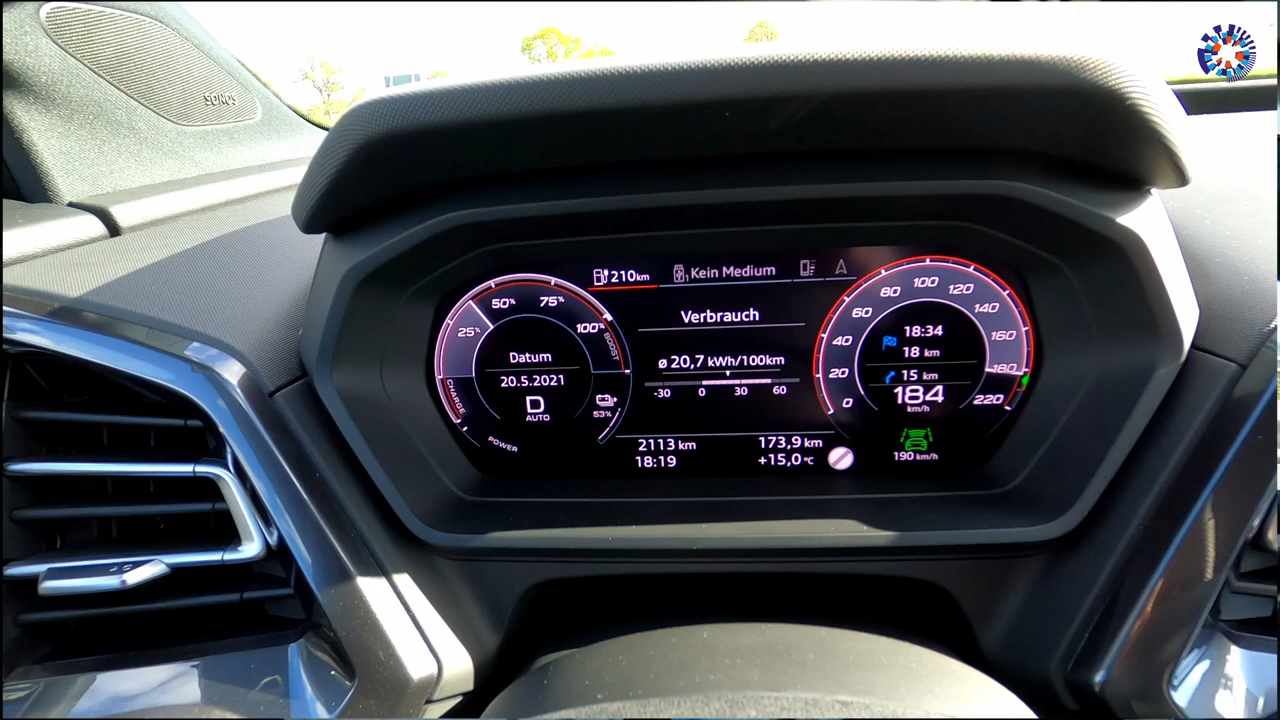 SONOS
210km
1 Kein Medium
Verbrauch
ø 20,7 kWh/100km
-30 0 30 60
2113 km
18:19
173,9 km
+15,0 °C
25%
50%
75%
100%
BOOST
CHARGE
POWER
Datum
20.5.2021
D
AUTO
53%
0
20
40
60
80
100
120
140
160
180
220
18:34
18 km
15 km
184
km/h
190 km/h